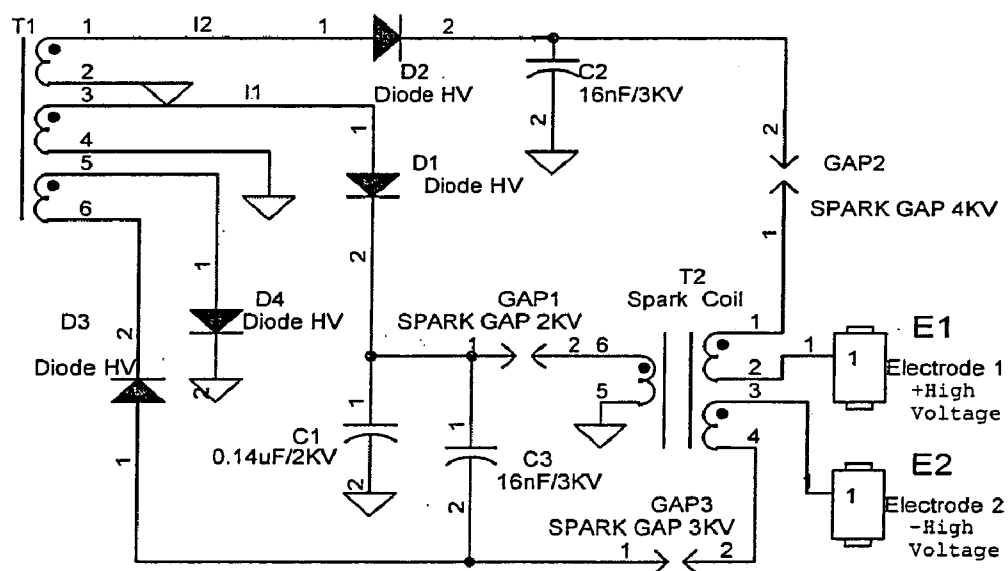 T1
1
I2
1
2
D2
Diode HV
C2
16nF/3KV
2
2
3
I1
4
5
6
1
D1
Diode HV
2
2
GAP2
SPARK GAP 4KV
1
1
D4
Diode HV
2
D3
2
Diode HV
1
GAP1
SPARK GAP 2KV
1
2
6
5
T2
Spark Coil
1
2
3
4
1
1
E1
Electrode 1
+High
Voltage
1
C1
0.14uF/2KV
2
1
C3
16nF/3KV
2
GAP3
SPARK GAP 3KV
1
2
1
1
E2
Electrode 2
-High
Voltage